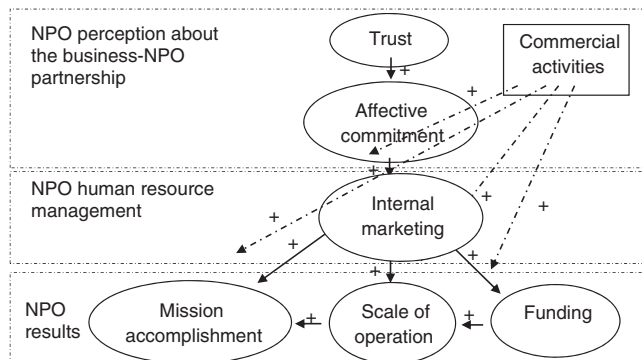 NPO perception about
the business-NPO
partnership
Trust
Commercial
activities
+
+
Affective
commitment
+
NPO human resource
management
Internal
marketing
+
+
+
+
+
+
NPO
results
Mission
accomplishment
+
Scale of
operation
+
Funding